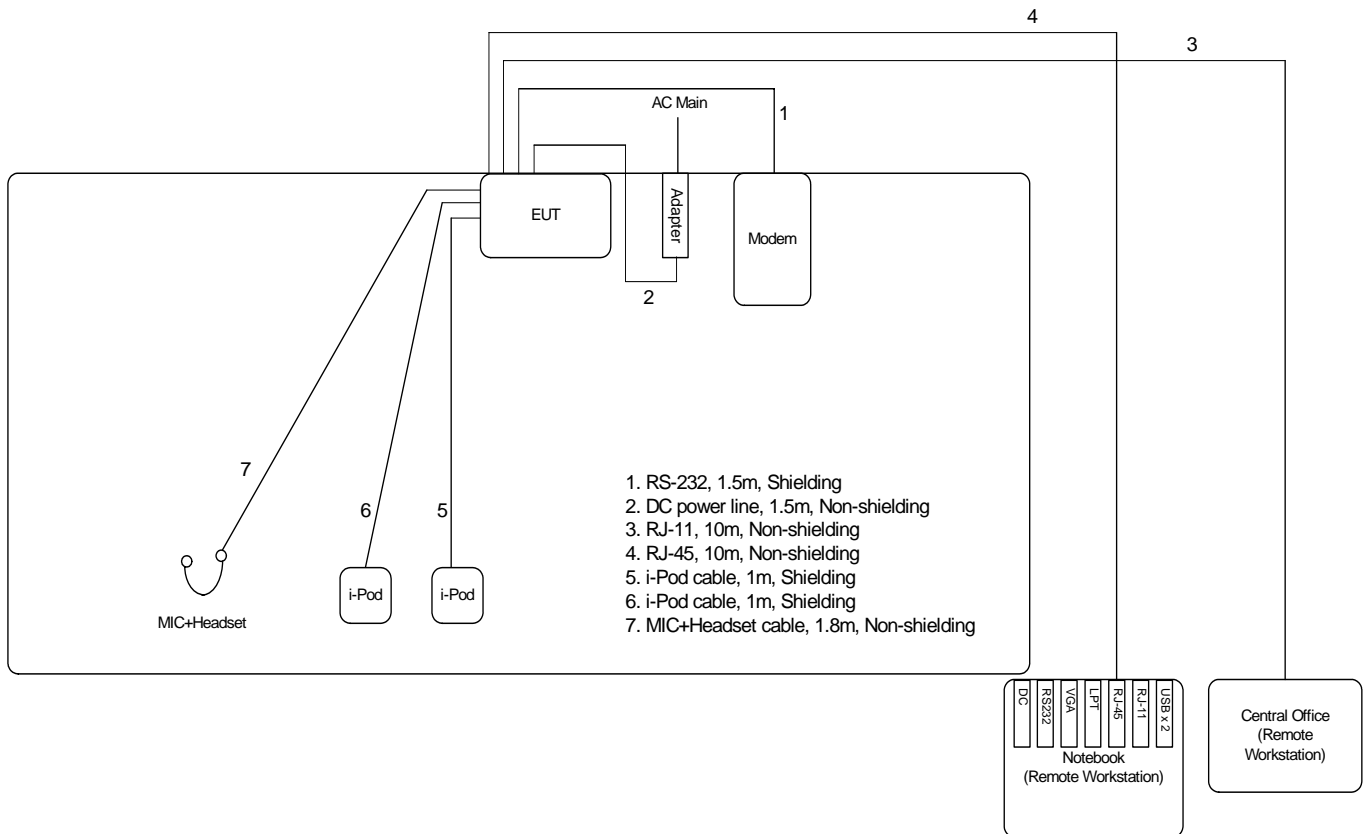 4
3
AC Main
1
EUT
Adapter
Modem
2
7
6
5
1. RS-232, 1.5m, Shielding
2. DC power line, 1.5m, Non-shielding
3. RJ-11, 10m, Non-shielding
4. RJ-45, 10m, Non-shielding
5. i-Pod cable, 1m, Shielding
6. i-Pod cable, 1m, Shielding
7. MIC+Headset cable, 1.8m, Non-shielding
i-Pod
i-Pod
MIC+Headset
DC
RS232
VGA
LPT
RJ-45
RJ-11
USB x 2
Notebook
(Remote Workstation)
Central Office
(Remote
Workstation)